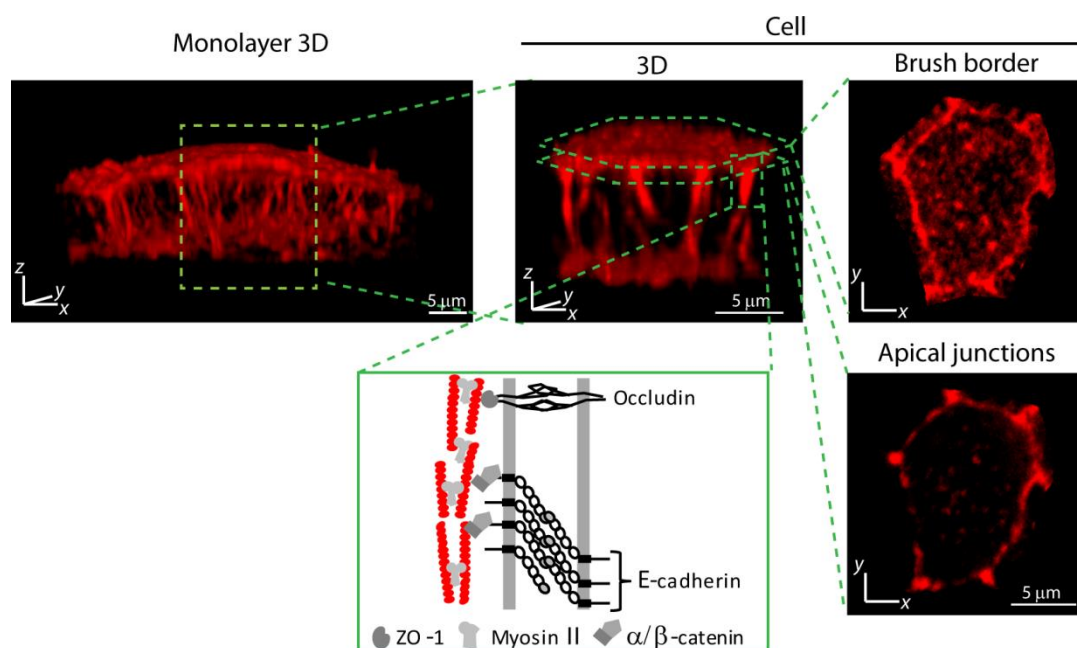 Cell
Monolayer 3D
3D
Brush border
z
y
x
5 μm
z
y
x
5 μm
y
x
Apical junctions
Occludin
E-cadherin
y
x
5 μm
ZO -1 Myosin II α/β-catenin